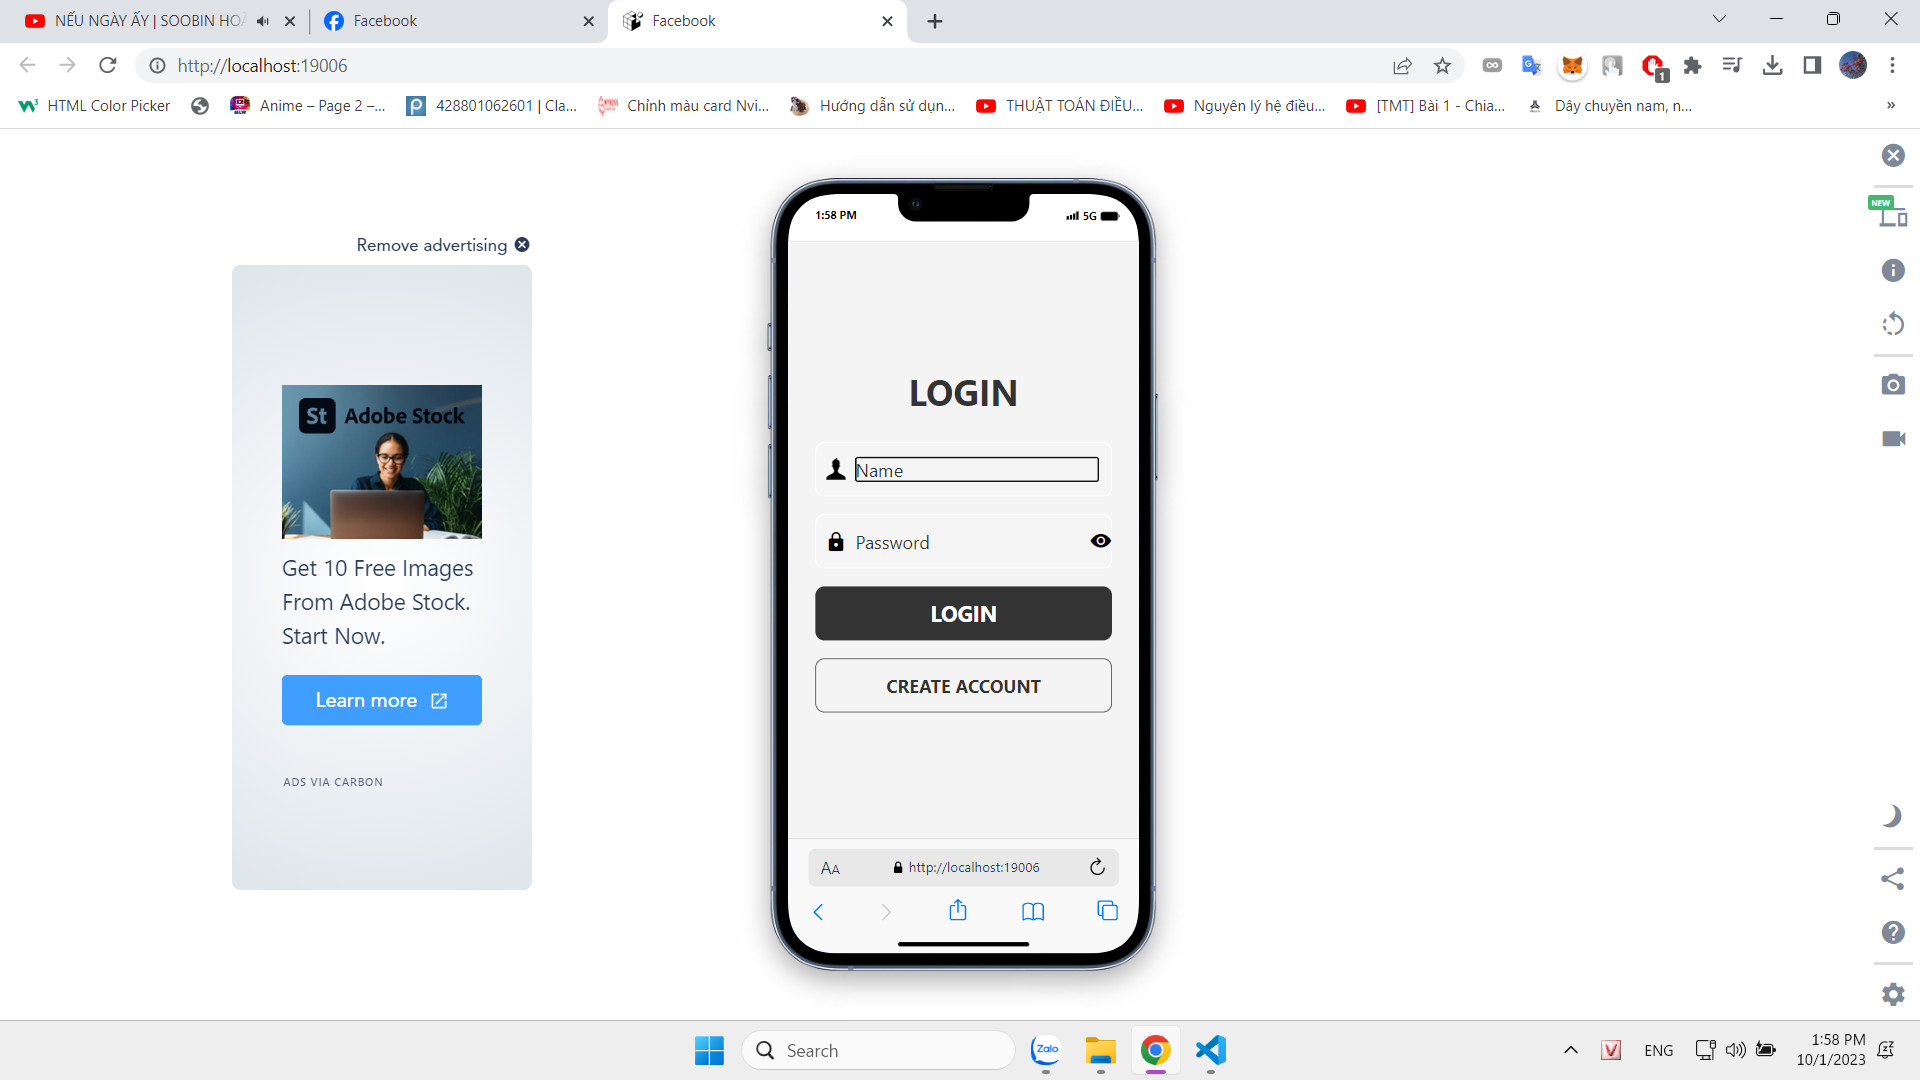 NẾU NGÀY ẤY | SOOBIN HOÀ
Facebook
Facebook
http://localhost:19006
1
HTML Color Picker
Anime – Page 2 –...
428801062601 | Cla...
Chỉnh màu card Nvi...
Hướng dẫn sử dụn...
THUẬT TOÁN ĐIỀU...
Nguyên lý hệ điều...
[TMT] Bài 1 - Chia...
Dây chuyền nam, n...
»
NEW
Remove advertising
St Adobe Stock
Get 10 Free Images
From Adobe Stock.
Start Now.
Learn more
ADS VIA CARBON
1:58 PM
5G
LOGIN
Name
Password
LOGIN
CREATE ACCOUNT
AA
http://localhost:19006
Search
Zalo
V
ENG
1:58 PM
10/1/2023